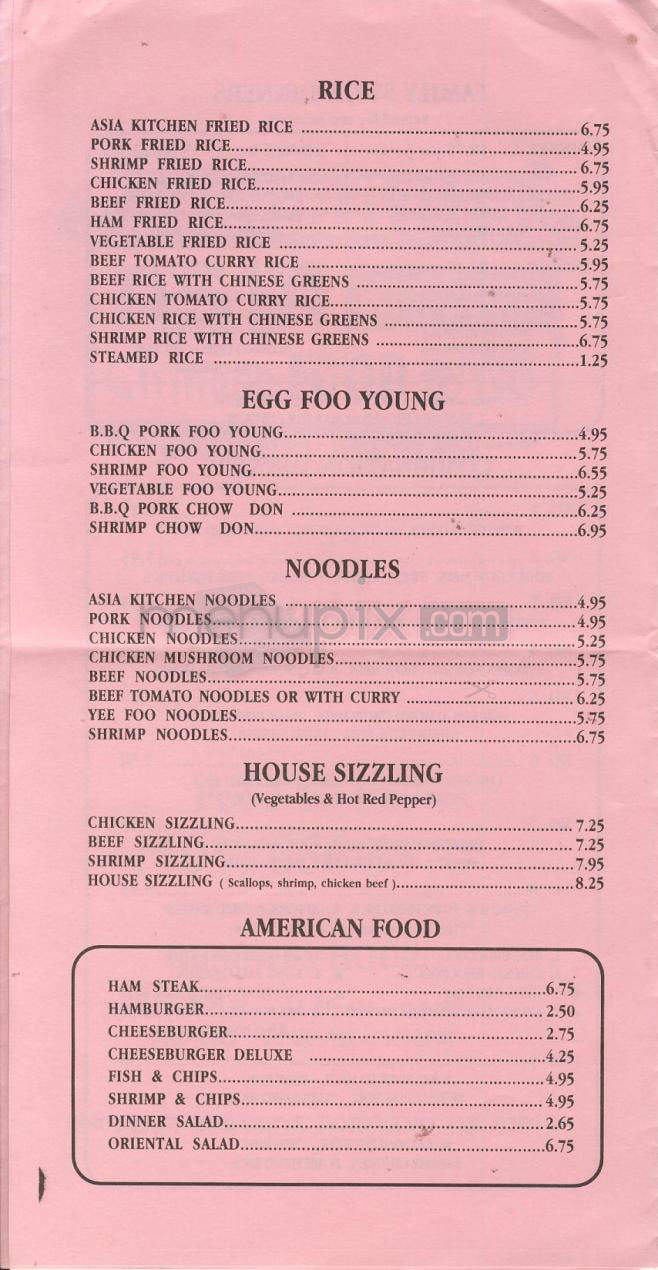 RICE
ASIA KITCHEN FRIED RICE ........ 6.75
PORK FRIED RICE........4.95
SHRIMP FRIED RICE........ 6.75
CHICKEN FRIED RICE........5.95
BEEF FRIED RICE........6.25
HAM FRIED RICE........6.75
VEGETABLE FRIED RICE ........ 5.25
BEEF TOMATO CURRY RICE ........5.95
BEEF RICE WITH CHINESE GREENS ........ 5.75
CHICKEN TOMATO CURRY RICE........5.75
CHICKEN RICE WITH CHINESE GREENS ........ 5.75
SHRIMP RICE WITH CHINESE GREENS ........6.75
STEAMED RICE ........1.25
EGG FOO YOUNG
B.B.Q PORK FOO YOUNG........4.95
CHICKEN FOO YOUNG........5.75
SHRIMP FOO YOUNG........6.55
VEGETABLE FOO YOUNG........5.25
B.B.Q PORK CHOW DON ........6.25
SHRIMP CHOW DON........6.95
NOODLES
ASIA KITCHEN NOODLES ........4.95
PORK NOODLES........4.95
CHICKEN NOODLES........ 5.25
CHICKEN MUSHROOM NOODLES........5.75
BEEF NOODLES........5.75
BEEF TOMATO NOODLES OR WITH CURRY ........ 6.25
YEE FOO NOODLES........5.75
SHRIMP NOODLES........6.75
menupix.com
HOUSE SIZZLING
(Vegetables & Hot Red Pepper)
CHICKEN SIZZLING........ 7.25
BEEF SIZZLING........ 7.25
SHRIMP SIZZLING........7.95
HOUSE SIZZLING ( Scallops, shrimp, chicken beef )........8.25
AMERICAN FOOD
HAM STEAK........6.75
HAMBURGER........ 2.50
CHEESEBURGER........ 2.75
CHEESEBURGER DELUXE ........4.25
FISH & CHIPS........4.95
SHRIMP & CHIPS........4.95
DINNER SALAD........ 2.65
ORIENTAL SALAD........6.75